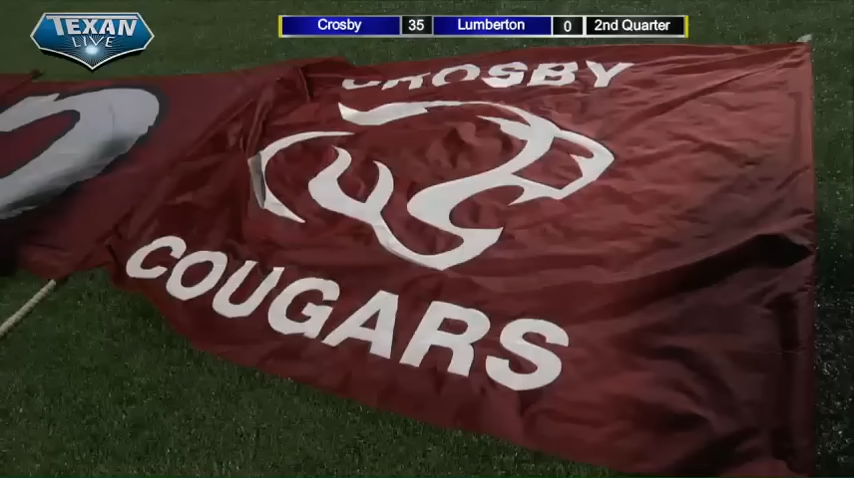 TEXAN
LIVE
Crosby 35 Lumberton 0 2nd Quarter
CROSBY
COUGARS